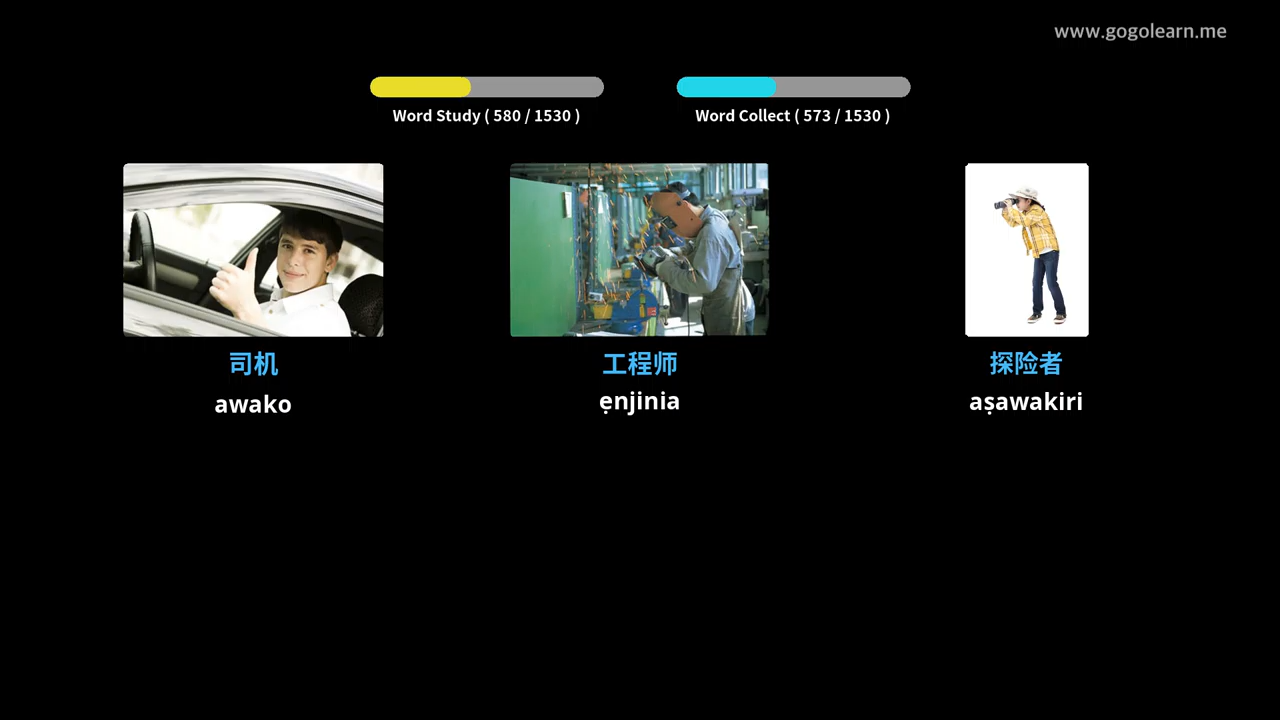 www.gogolearn.me
Word Study ( 580 / 1530 )
Word Collect ( 573 / 1530 )
司机
工程师
探险者
awako
ẹnjinia
aṣawakiri